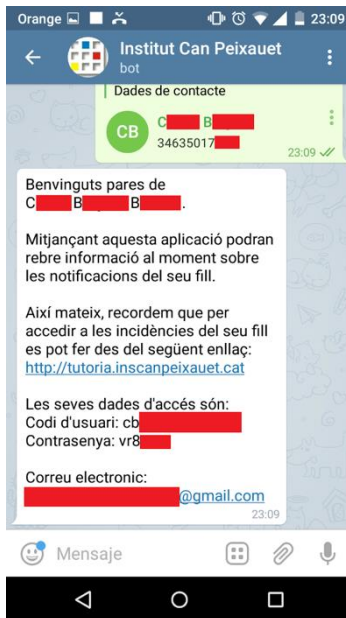 Orange 23:09
Institut Can Peixauet
bot
Dades de contacte
CB
C B
34635017
23:09
Benvinguts pares de
C B B .
Mitjançant aquesta aplicació podran
rebre informació al moment sobre
les notificacions del seu fill.
Així mateix, recordem que per
accedir a les incidències del seu fill
es pot fer des del següent enllaç:
http://tutoria.inscanpeixauet.cat
Les seves dades d'accés són:
Codi d'usuari: cb
Contrasenya: vr8
Correu electronic:
@gmail.com
23:09
Mensaje